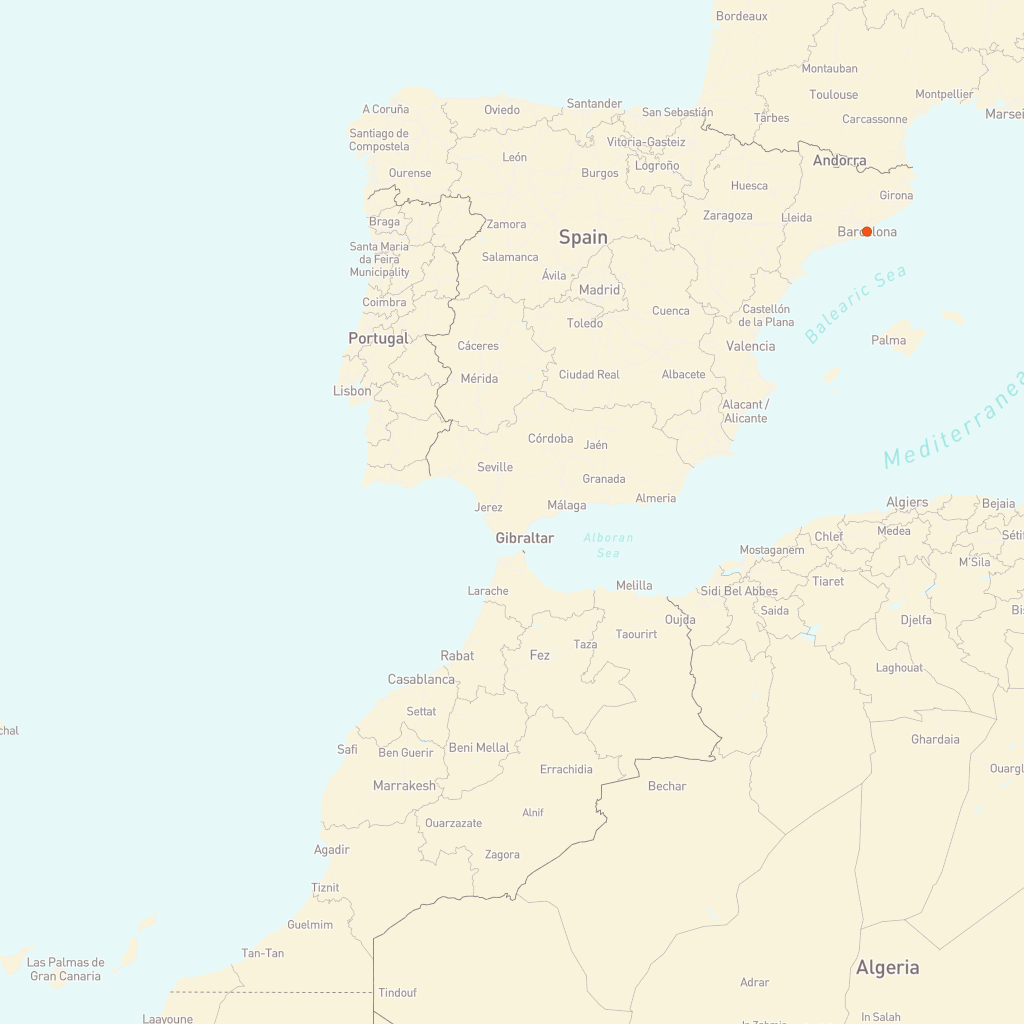 Bordeaux
Montauban
Toulouse
Montpellier
Marsei
Tarbes
Carcassonne
A Coruña
Oviedo
Santander
San Sebastián
Santiago de
Compostela
Vitoria-Gasteiz
León
Logroño
Andorra
Ourense
Burgos
Huesca
Girona
Braga
Zamora
Zaragoza
Lleida
Spain
Barcelona
Santa Maria
da Feira
Municipality
Salamanca
Ávila
Madrid
Balearic Sea
Coimbra
Cuenca
Castellón
de la Plana
Toledo
Portugal
Cáceres
Valencia
Palma
Mérida
Ciudad Real
Albacete
Lisbon
Alacant /
Alicante
Mediterranea
Córdoba
Jaén
Seville
Granada
Jerez
Málaga
Almeria
Algiers
Bejaia
Gibraltar
Alboran
Sea
Chlef
Medea
Sétif
Mostaganem
M'Sila
Larache
Melilla
Sidi Bel Abbes
Tiaret
Saida
Bis
Oujda
Djelfa
Taourirt
Taza
Rabat
Fez
Laghouat
Casablanca
Settat
chal
Ghardaia
Safi
Ben Guerir
Beni Mellal
Errachidia
Ouargl
Marrakesh
Bechar
Alnif
Ouarzazate
Agadir
Zagora
Tiznit
Guelmim
Tan-Tan
Las Palmas de
Gran Canaria
Algeria
Tindouf
Adrar
Laayoune
In Salah